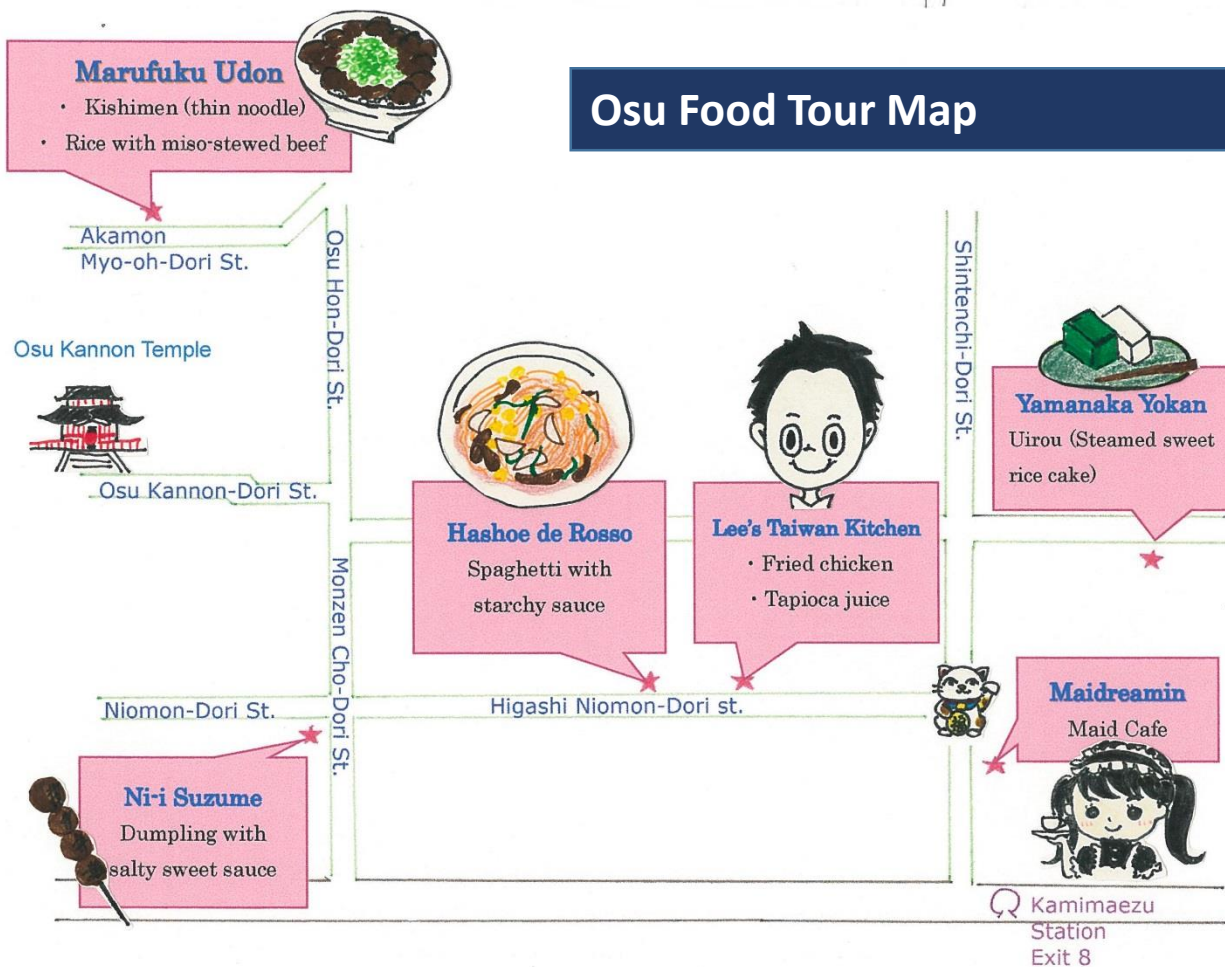 Osu Food Tour Map
Marufuku Udon
・ Kishimen (thin noodle)
・ Rice with miso-stewed beef
Akamon
Myo-oh-Dori St.
Osu Hon-Dori St.
Shintenchi-Dori St.
Osu Kannon Temple
Osu Kannon-Dori St.
Hashoe de Rosso
Spaghetti with
starchy sauce
Lee's Taiwan Kitchen
・ Fried chicken
・ Tapioca juice
Yamanaka Yokan
Uirou (Steamed sweet
rice cake)
Monzen Cho-Dori St.
Niomon-Dori St.
Higashi Niomon-Dori st.
Maidreamin
Maid Cafe
Ni-i Suzume
Dumpling with
salty sweet sauce
Kamimaezu
Station
Exit 8